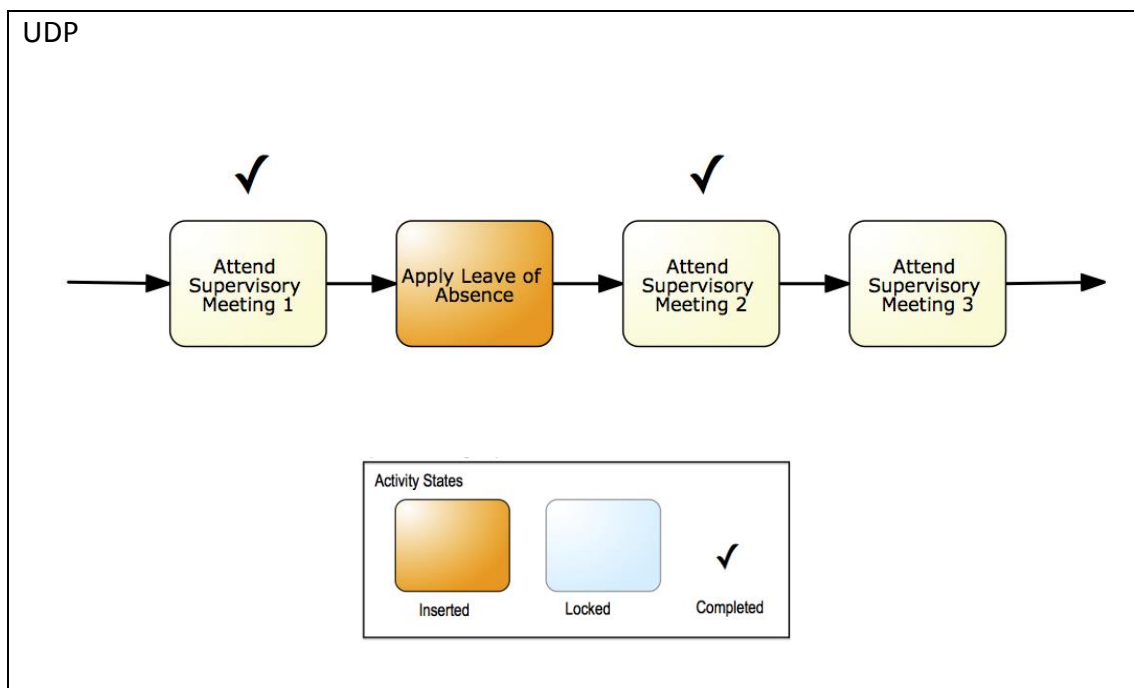 UDP
Attend
Supervisory
Meeting 1
Apply Leave of
Absence
Attend
Supervisory
Meeting 2
Attend
Supervisory
Meeting 3
Activity States
Inserted
Locked
Completed